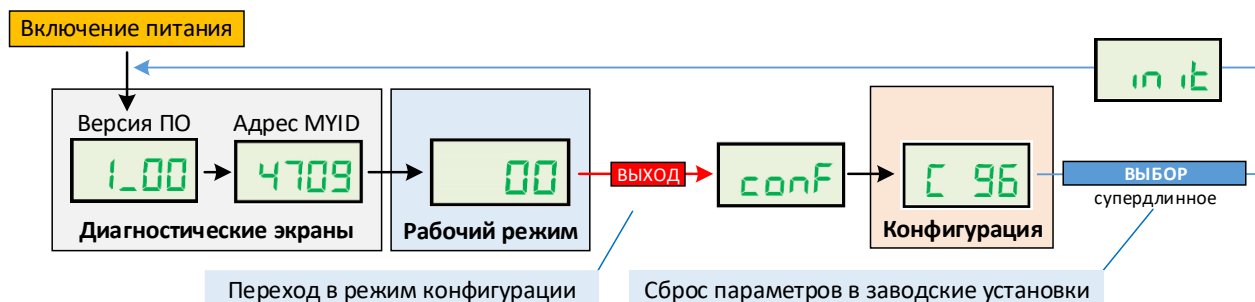 Включение питания
init
Версия ПО
Адрес MYID
1_00
4709
00
ВЫХОД
conF
C 96
ВЫБОР
супердлинное
Диагностические экраны
Рабочий режим
Конфигурация
Переход в режим конфигурации
Сброс параметров в заводские установки